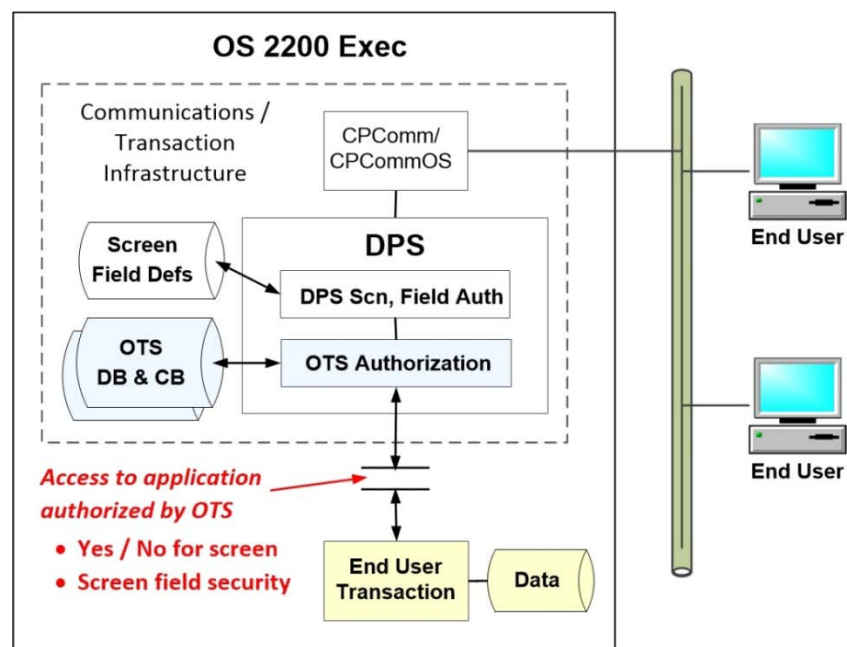 OS 2200 Exec
Communications /
Transaction
Infrastructure
CPComm/
CPCommOS
End User
Screen
Field Defs
DPS
DPS Scn, Field Auth
OTS
DB & CB
OTS Authorization
End User
Access to application
authorized by OTS
• Yes / No for screen
• Screen field security
End User
Transaction
Data